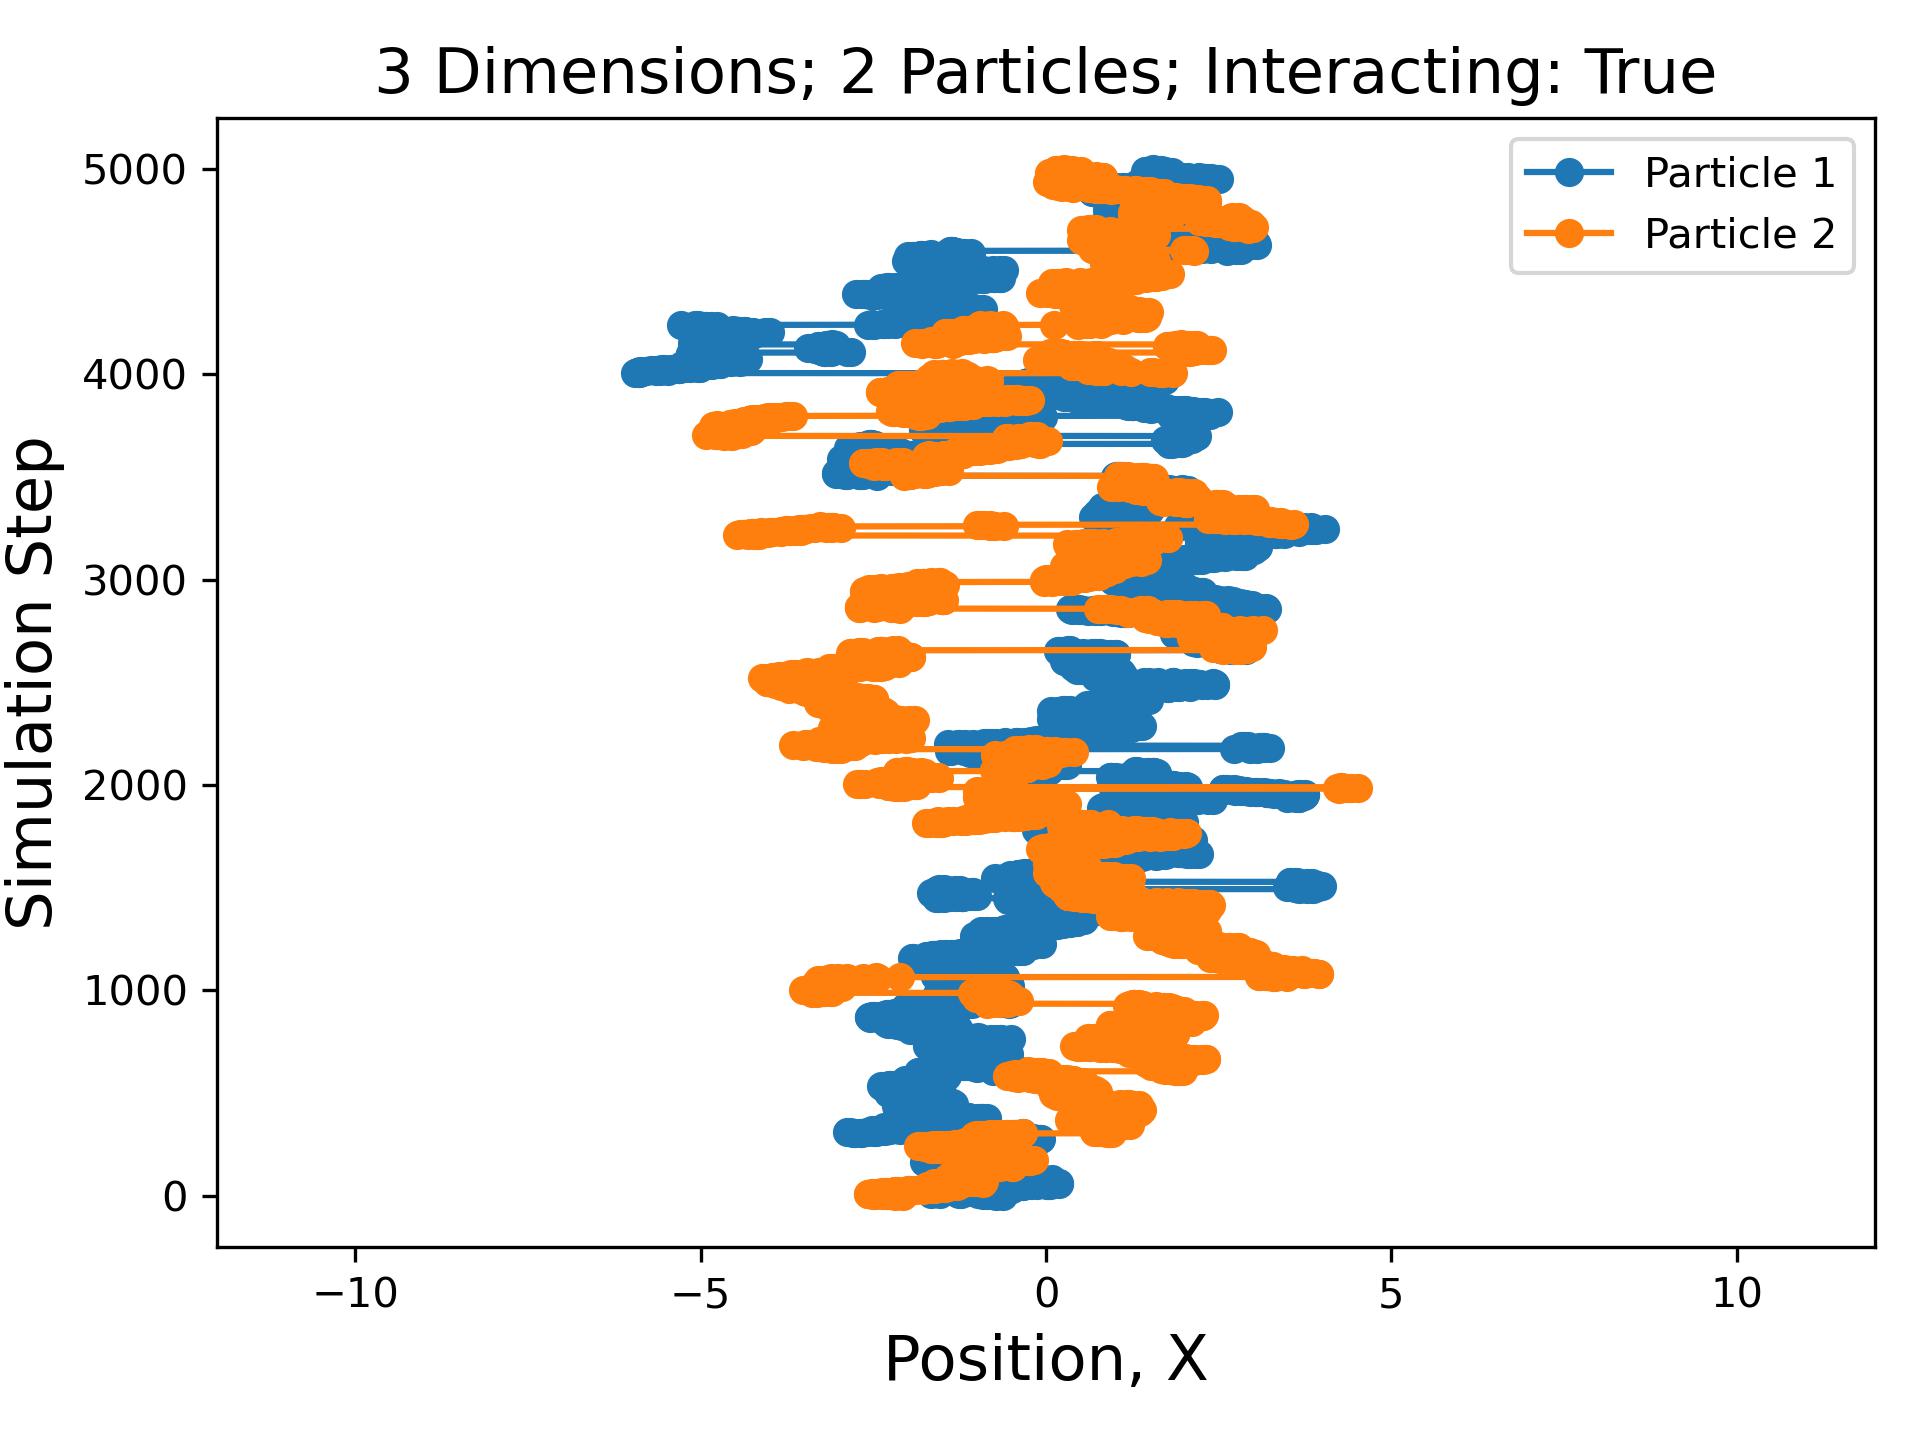 3 Dimensions; 2 Particles; Interacting: True
Particle 1
Particle 2
5000
4000
3000
2000
1000
0
Simulation Step
−10
−5
0
5
10
Position, X